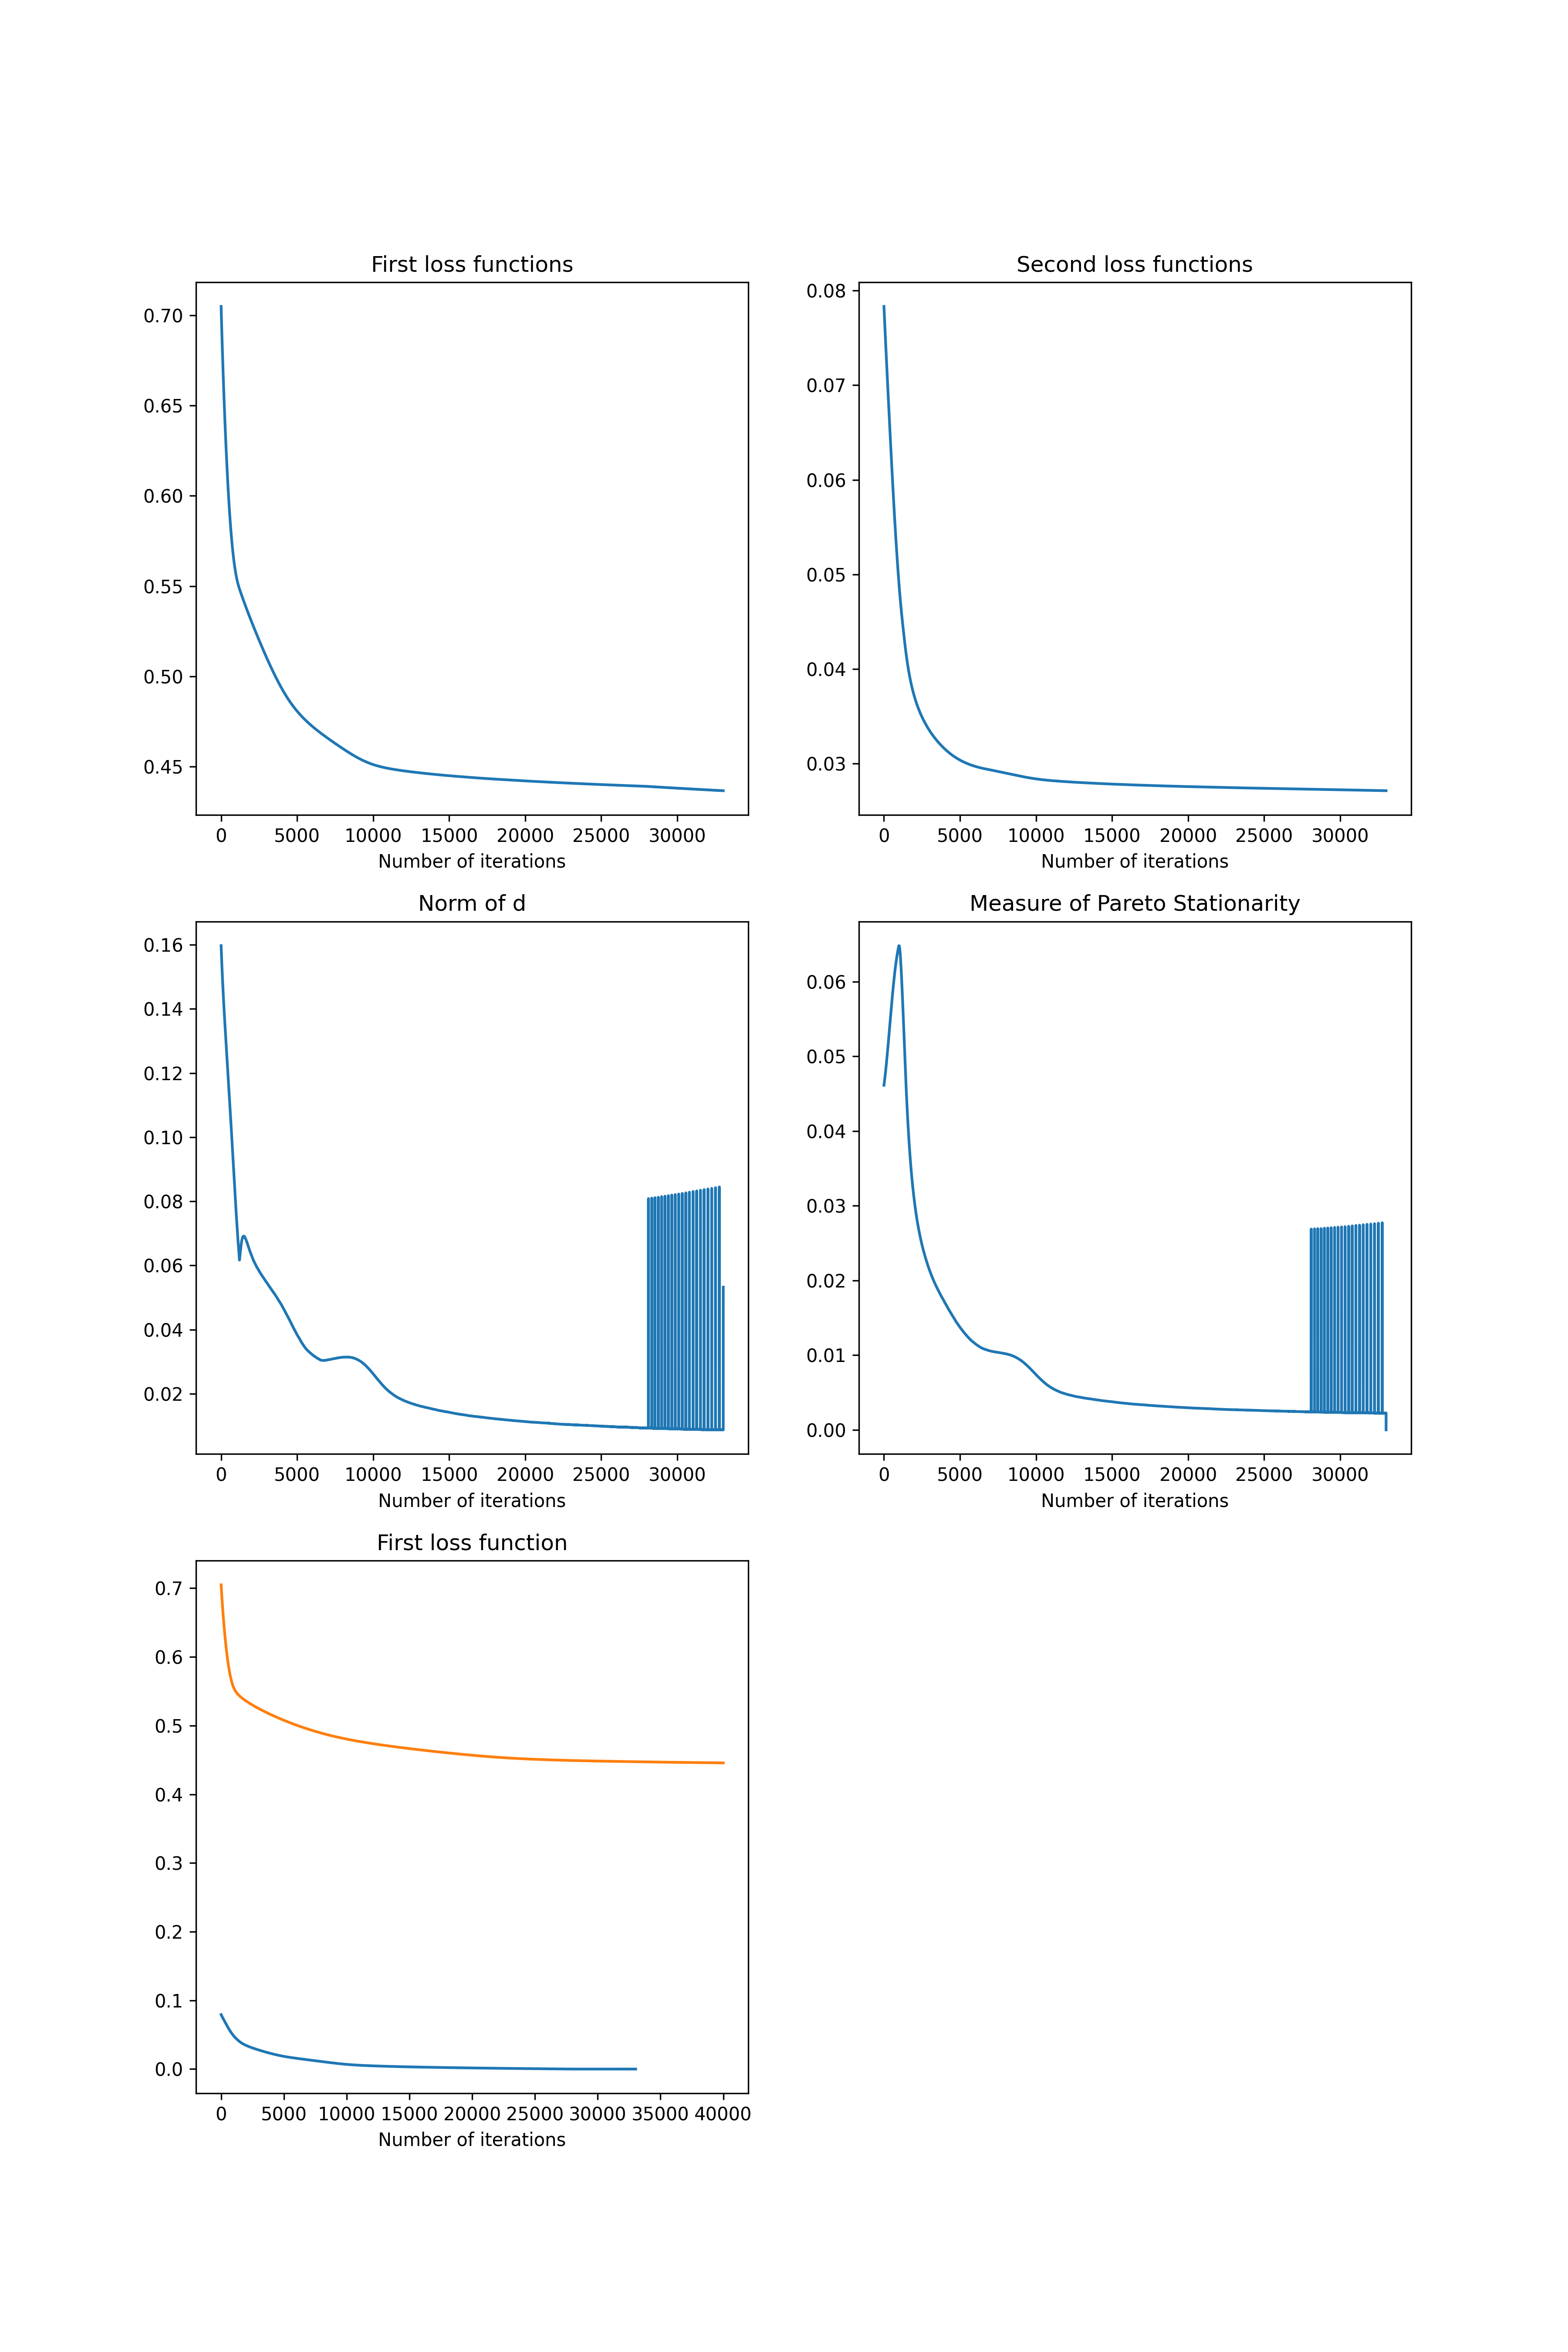 First loss functions
0.70
0.65
0.60
0.55
0.50
0.45
0 5000 10000 15000 20000 25000 30000
Number of iterations
Second loss functions
0.08
0.07
0.06
0.05
0.04
0.03
0 5000 10000 15000 20000 25000 30000
Number of iterations
Norm of d
0.16
0.14
0.12
0.10
0.08
0.06
0.04
0.02
0 5000 10000 15000 20000 25000 30000
Number of iterations
Measure of Pareto Stationarity
0.06
0.05
0.04
0.03
0.02
0.01
0.00
0 5000 10000 15000 20000 25000 30000
Number of iterations
First loss function
0.7
0.6
0.5
0.4
0.3
0.2
0.1
0.0
0 5000 10000 15000 20000 25000 30000 35000 40000
Number of iterations